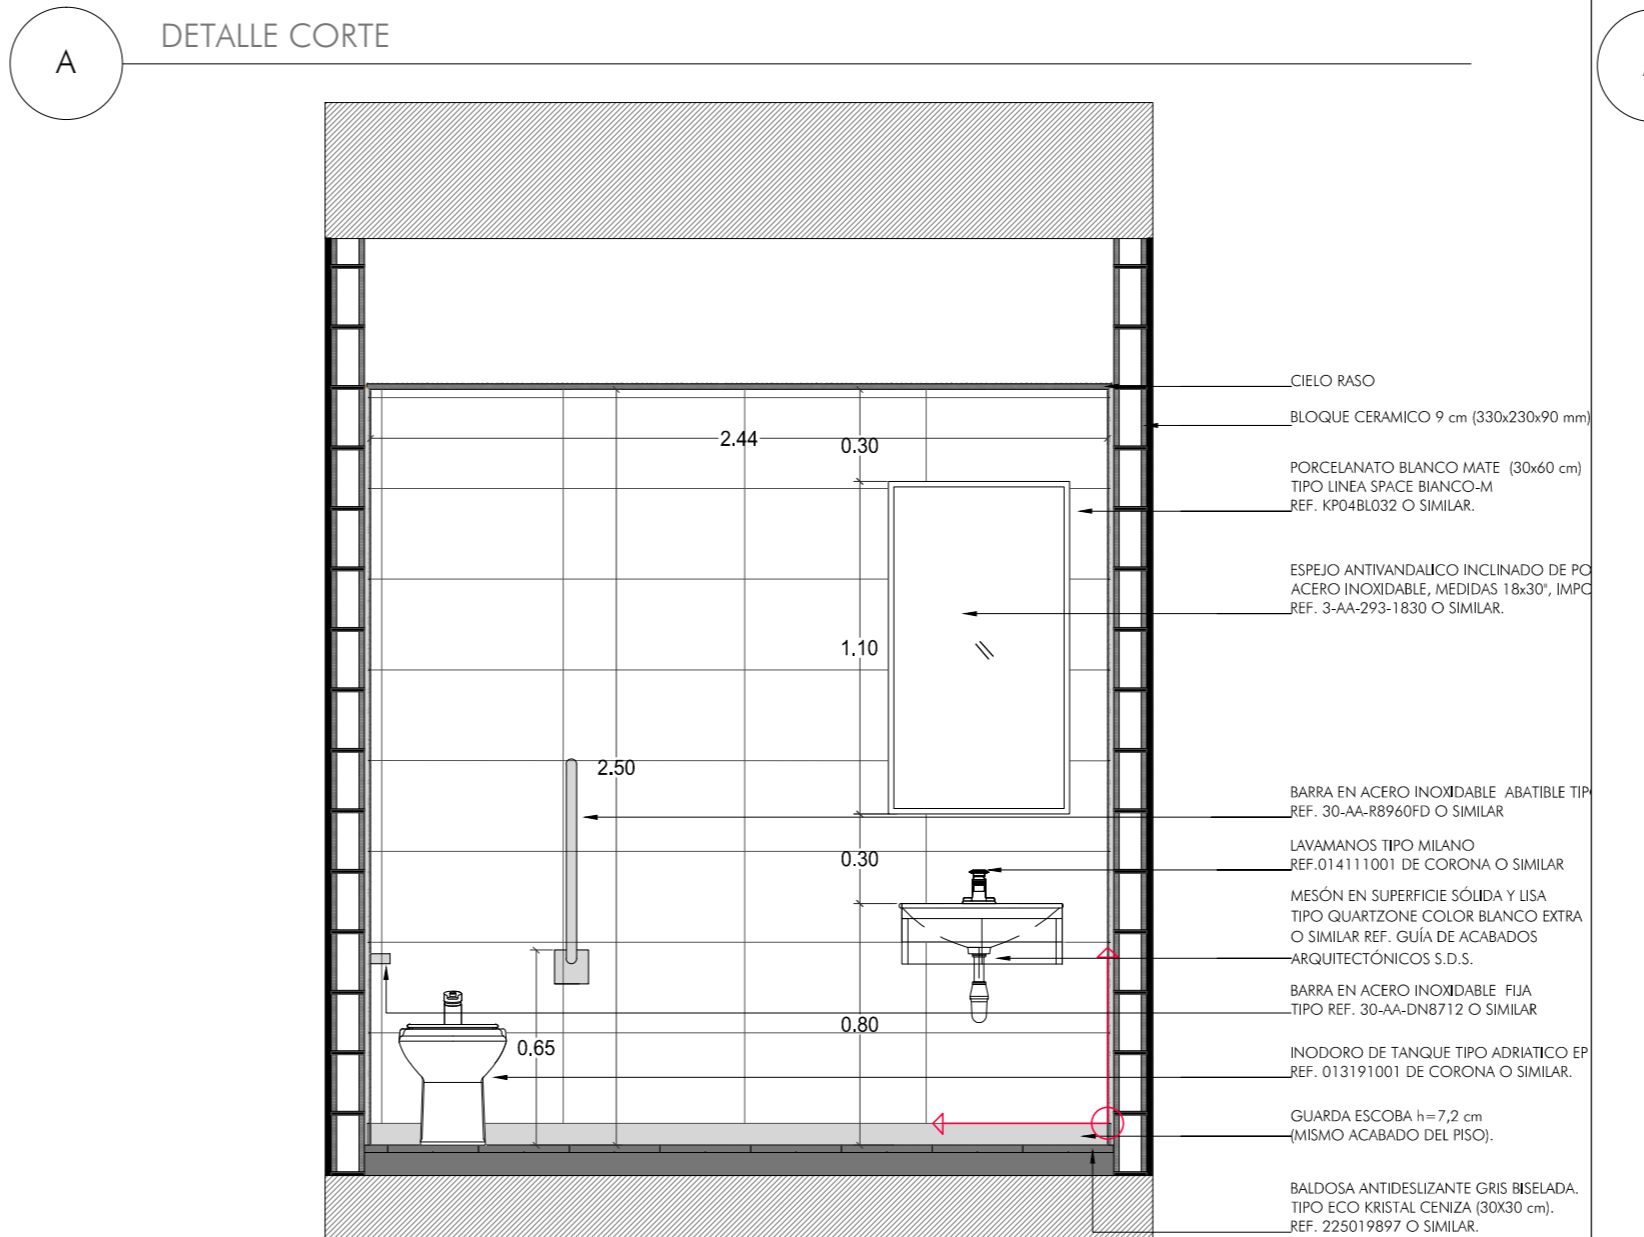 A
DETALLE CORTE
CIELO RASO
BLOQUE CERAMICO 9 cm (330x230x90 mm)
2.44
0.30
PORCELANATO BLANCO MATE (30x60 cm)
TIPO LINEA SPACE BIANCO-M
REF. KP04BL032 O SIMILAR.
ESPEJO ANTIVANDALICO INCLINADO DE
ACERO INOXIDABLE, MEDIDAS 18x30",
REF. 3-AA-293-1830 O SIMILAR.
1.10
2.50
BARRA EN ACERO INOXIDABLE ABATIBLE
REF. 30-AA-R8960FD O SIMILAR
0.30
LAVAMANOS TIPO MILANO
REF.014111001 DE CORONA O SIMILAR
MESÓN EN SUPERFICIE SÓLIDA Y LISA
TIPO QUARTZONE COLOR BLANCO EXTRA
O SIMILAR REF. GUÍA DE ACABADOS
ARQUITECTÓNICOS S.D.S.
BARRA EN ACERO INOXIDABLE FIJA
TIPO REF. 30-AA-DN8712 O SIMILAR
0.80
0.65
INODORO DE TANQUE TIPO ADRIATICO EP
REF. 013191001 DE CORONA O SIMILAR.
GUARDA ESCOBA h=7,2 cm
(MISMO ACABADO DEL PISO).
BALDOSA ANTIDESLIZANTE GRIS BISELADA.
TIPO ECO KRISTAL CENIZA (30X30 cm).
REF. 225019897 O SIMILAR.